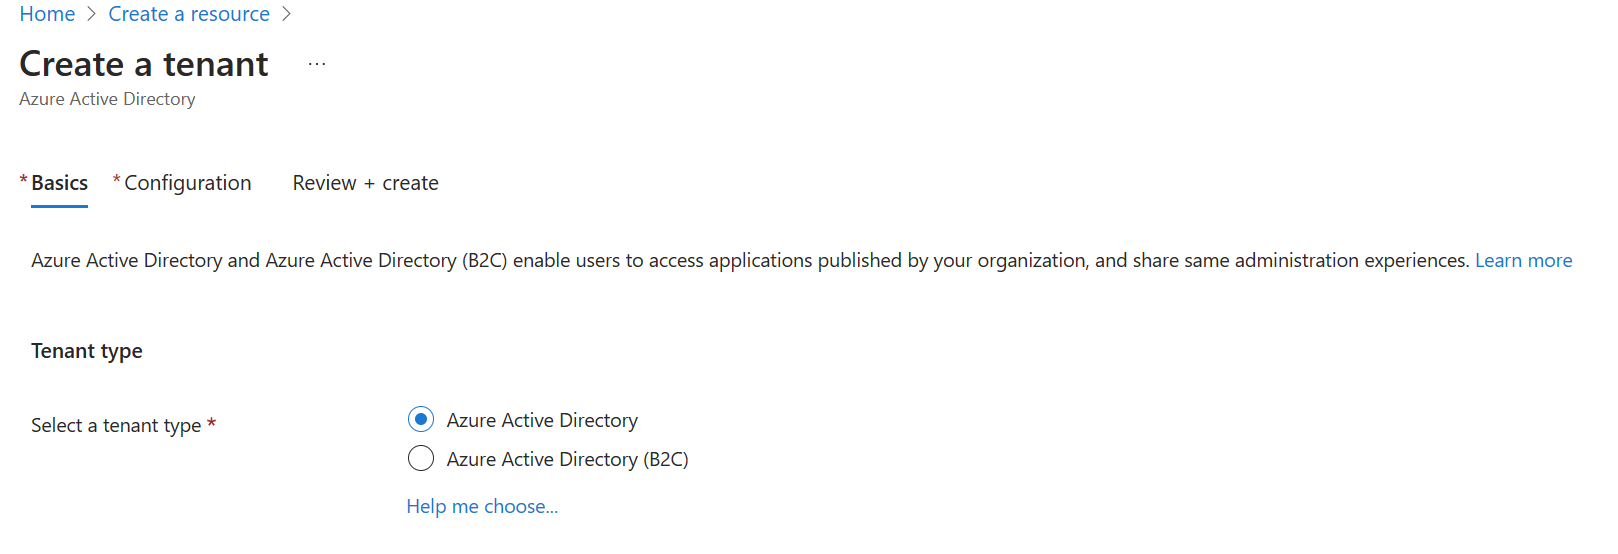 Home > Create a resource >
Create a tenant ...
Azure Active Directory
* Basics * Configuration Review + create
Azure Active Directory and Azure Active Directory (B2C) enable users to access applications published by your organization, and share same administration experiences. Learn more
Tenant type
Select a tenant type *
Azure Active Directory
Azure Active Directory (B2C)
Help me choose...